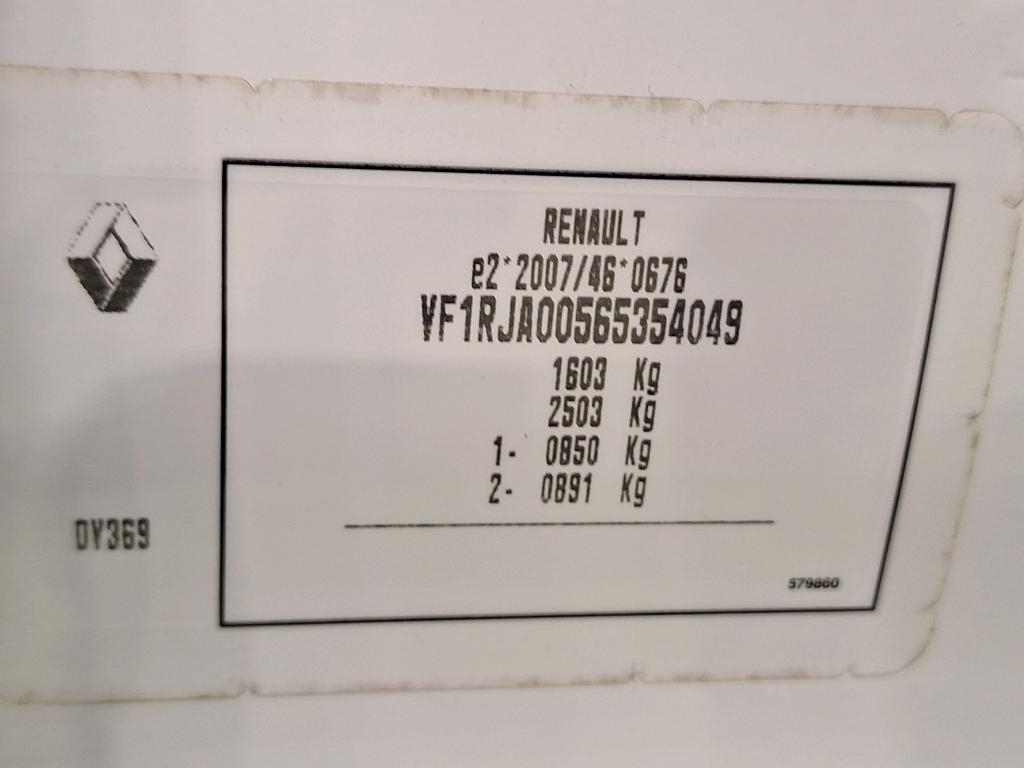 RENAULT
e2*2007/46*0676
VF1RJA00565354049
1603 Kg
2503 Kg
1- 0850 Kg
2- 0891 Kg
DY369
579860